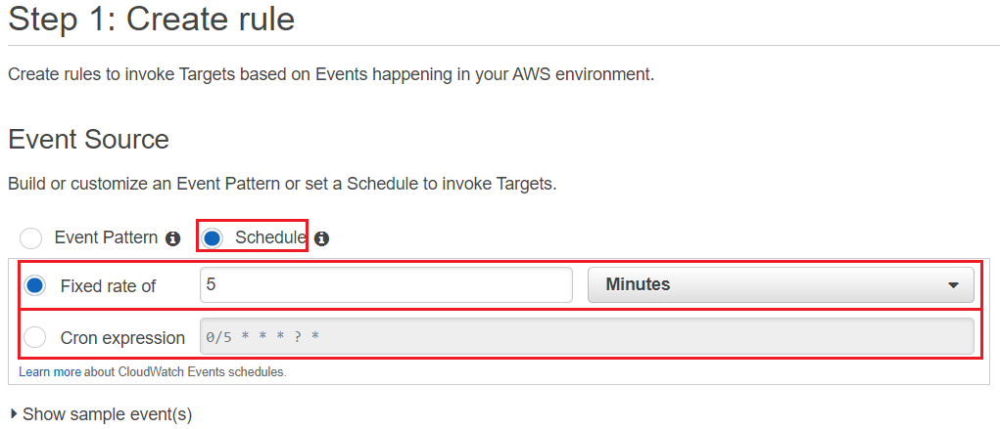 Step 1: Create rule
Create rules to invoke Targets based on Events happening in your AWS environment.
Event Source
Build or customize an Event Pattern or set a Schedule to invoke Targets.
Event Pattern i Schedule i
Fixed rate of 5 Minutes
Cron expression 0/5 * * * ? *
Learn more about CloudWatch Events schedules.
Show sample event(s)